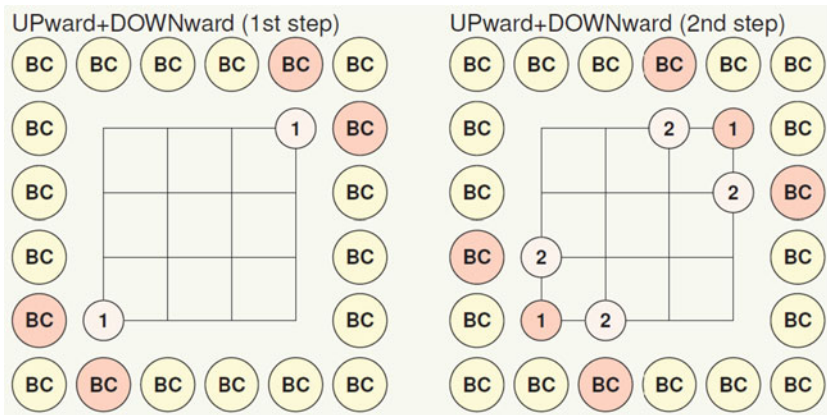 UPward+DOWNward (1st step) UPward+DOWNward (2nd step)
BC BC BC BC BC BC BC BC BC BC BC BC
BC 1 BC BC 2 1 BC
BC BC BC 2 BC
BC BC BC 2 BC
BC 1 BC BC 1 2 BC
BC BC BC BC BC BC BC BC BC BC BC BC